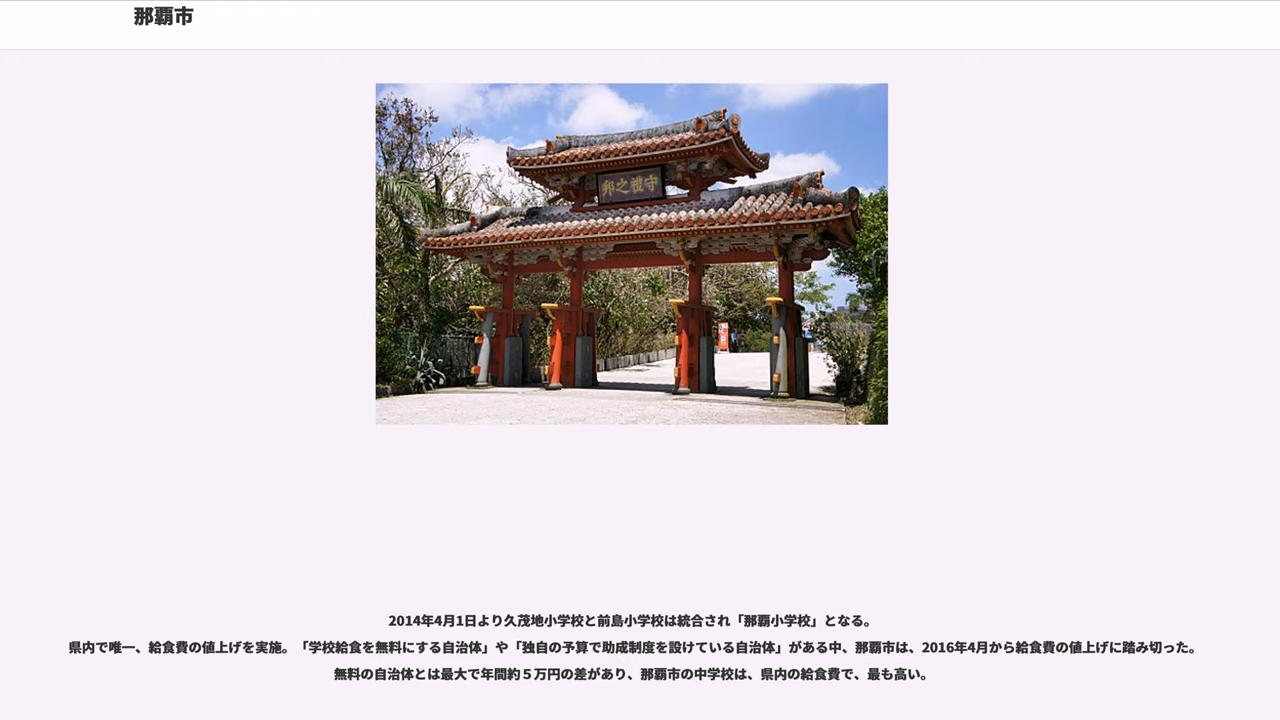 那覇市
守禮之邦
2014年4月1日より久茂地小学校と前島小学校は統合され「那覇小学校」となる。
県内で唯一、給食費の値上げを実施。「学校給食を無料にする自治体」や「独自の予算で助成制度を設けている自治体」がある中、那覇市は、2016年4月から給食費の値上げに踏み切った。
無料の自治体とは最大で年間約５万円の差があり、那覇市の中学校は、県内の給食費で、最も高い。